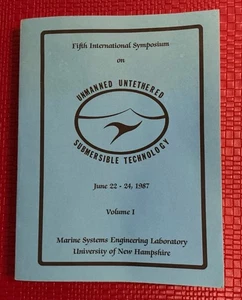 Fifth International Symposium
on
UNMANNED UNTETHERED
SUBMERSIBLE TECHNOLOGY
June 22 - 24, 1987
Volume I
Marine Systems Engineering Laboratory
University of New Hampshire